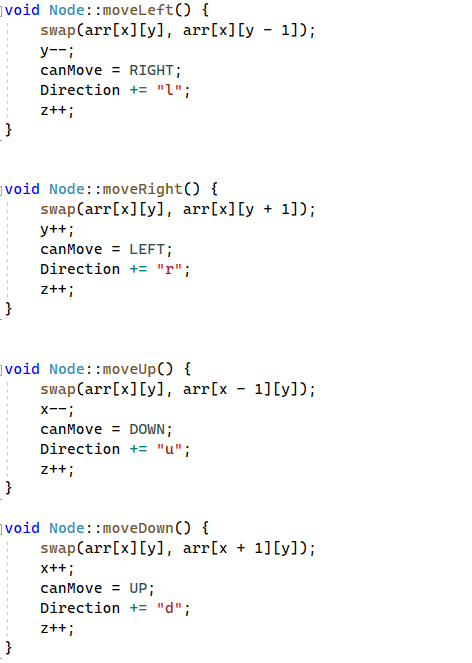 void Node::moveLeft() {
    swap(arr[x][y], arr[x][y - 1]);
    y--;
    canMove = RIGHT;
    Direction += "l";
    z++;
}
void Node::moveRight() {
    swap(arr[x][y], arr[x][y + 1]);
    y++;
    canMove = LEFT;
    Direction += "r";
    z++;
}
void Node::moveUp() {
    swap(arr[x][y], arr[x - 1][y]);
    x--;
    canMove = DOWN;
    Direction += "u";
    z++;
}
void Node::moveDown() {
    swap(arr[x][y], arr[x + 1][y]);
    x++;
    canMove = UP;
    Direction += "d";
    z++;
}